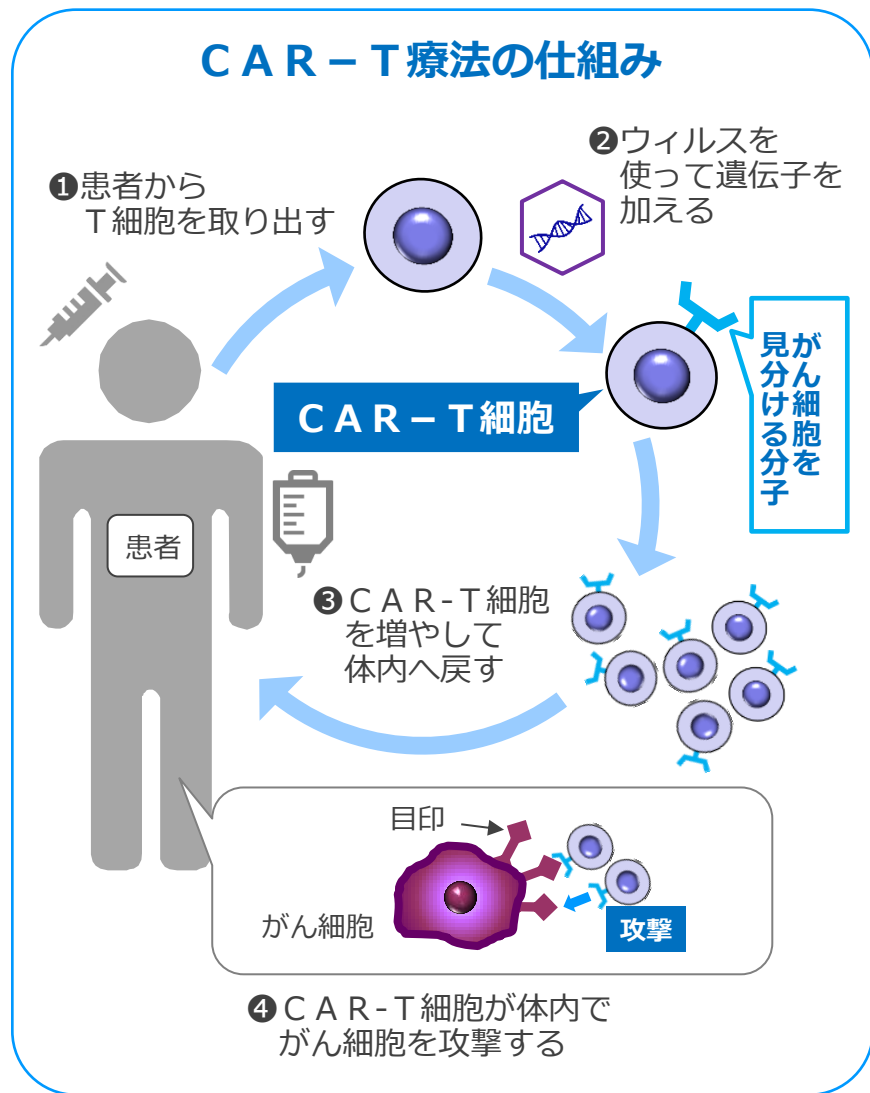 ＣＡＲ－Ｔ療法の仕組み
❶患者から
Ｔ細胞を取り出す
❷ウィルスを
使って遺伝子を
加える
がん細胞を
見分ける分子
ＣＡＲ－Ｔ細胞
患者
❸ＣＡＲ-Ｔ細胞
を増やして
体内へ戻す
目印
がん細胞
攻撃
❹ＣＡＲ-Ｔ細胞が体内で
がん細胞を攻撃する